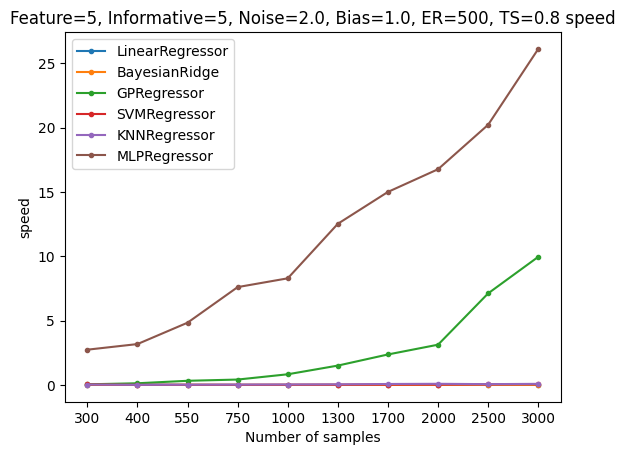 Feature=5, Informative=5, Noise=2.0, Bias=1.0, ER=500, TS=0.8 speed
LinearRegressor
BayesianRidge
GPRegressor
SVMRegressor
KNNRegressor
MLPRegressor
25
20
15
10
5
0
speed
300 400 550 750 1000 1300 1700 2000 2500 3000
Number of samples